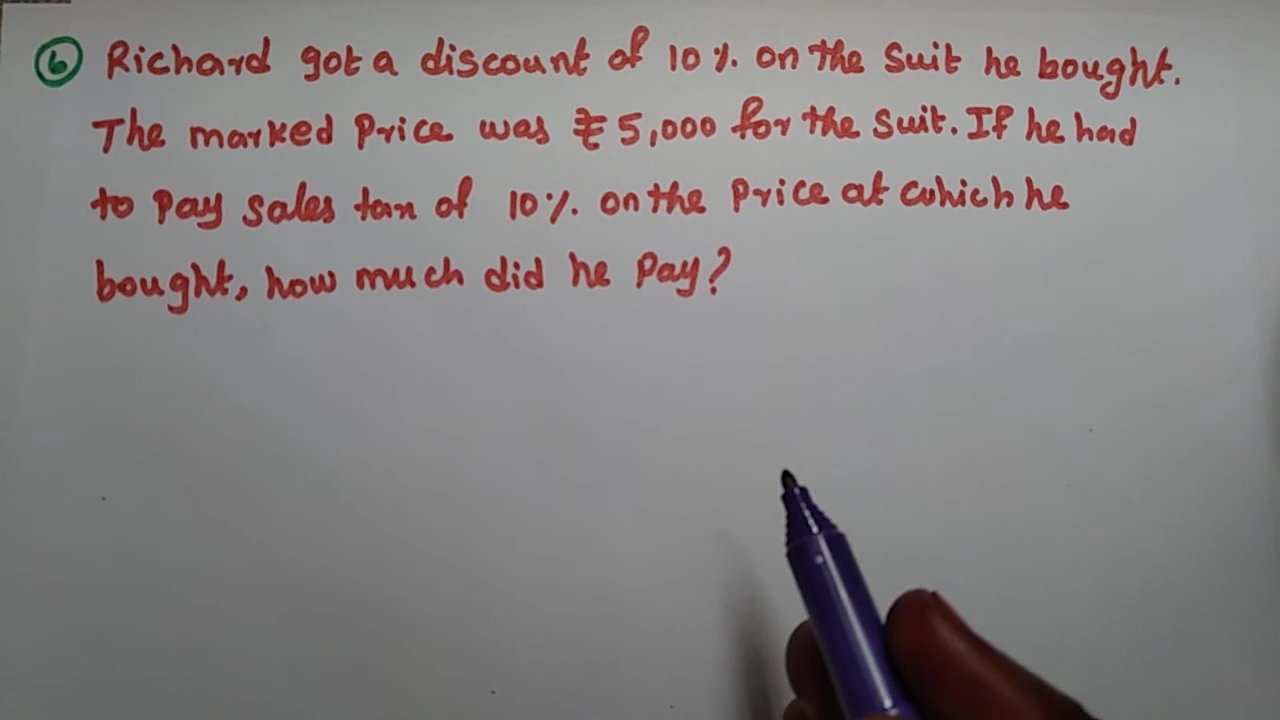 6 Richard got a discount of 10% on the suit he bought.
The marked Price was ₹5,000 for the suit. If he had
to Pay sales tax of 10% on the Price at which he
bought, how much did he Pay?